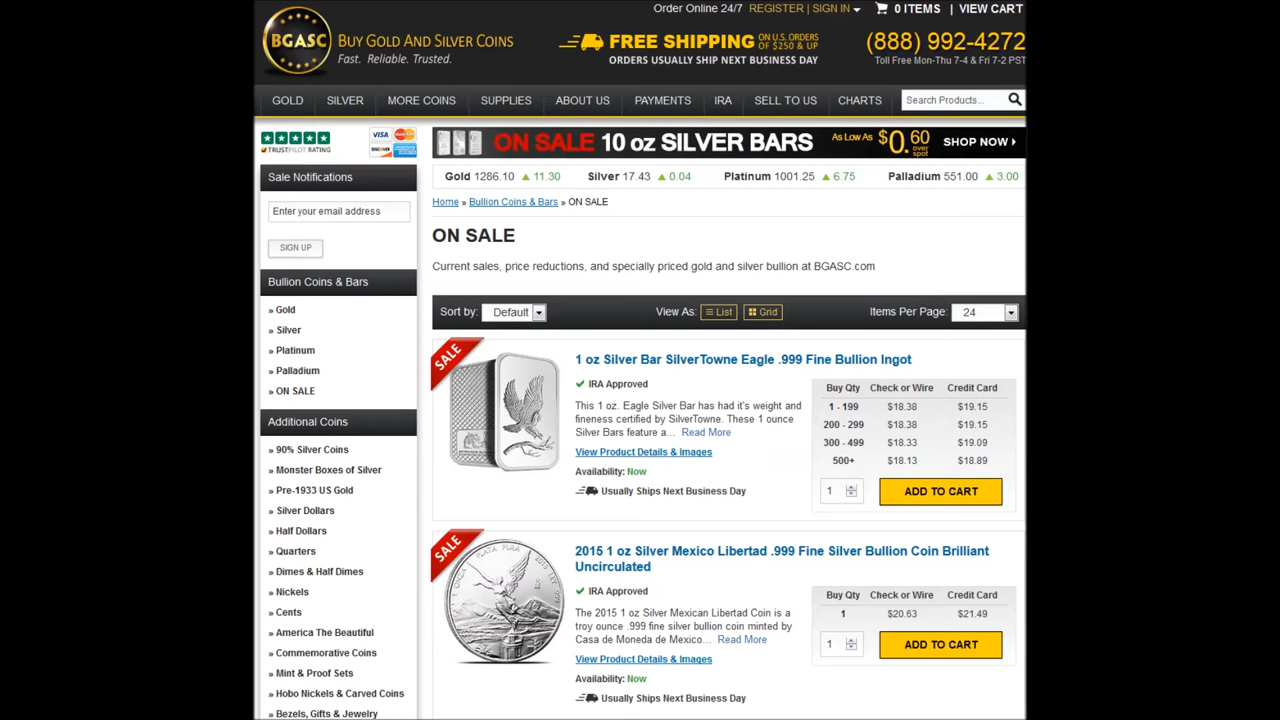 Order Online 24/7 REGISTER | SIGN IN 0 ITEMS | VIEW CART
BGASC BUY GOLD AND SILVER COINS
Fast. Reliable. Trusted.
FREE SHIPPING ON U.S. ORDERS OF $250 & UP
ORDERS USUALLY SHIP NEXT BUSINESS DAY
(888) 992-4272
Toll Free Mon-Thu 7-4 & Fri 7-2 PST
GOLD SILVER MORE COINS SUPPLIES ABOUT US PAYMENTS IRA SELL TO US CHARTS Search Products...
TRUSTPILOT RATING
VISA MasterCard
DISCOVER
ON SALE 10 oz SILVER BARS As Low As $0.60 over spot SHOP NOW
Gold 1286.10 ▲ 11.30 Silver 17.43 ▲ 0.04 Platinum 1001.25 ▲ 6.75 Palladium 551.00 ▲ 3.00
Home » Bullion Coins & Bars » ON SALE
ON SALE
Current sales, price reductions, and specially priced gold and silver bullion at BGASC.com
Sale Notifications
Enter your email address
SIGN UP
Bullion Coins & Bars
» Gold
» Silver
» Platinum
» Palladium
» ON SALE
Additional Coins
» 90% Silver Coins
» Monster Boxes of Silver
» Pre-1933 US Gold
» Silver Dollars
» Half Dollars
» Quarters
» Dimes & Half Dimes
» Nickels
» Cents
» America The Beautiful
» Commemorative Coins
» Mint & Proof Sets
» Hobo Nickels & Carved Coins
» Bezels, Gifts & Jewelry
Sort by: Default View As: List Grid Items Per Page: 24
SALE
1 oz Silver Bar SilverTowne Eagle .999 Fine Bullion Ingot
IRA Approved
This 1 oz. Eagle Silver Bar has had it's weight and
fineness certified by SilverTowne. These 1 ounce
Silver Bars feature a... Read More
View Product Details & Images
Availability: Now
Usually Ships Next Business Day
Buy Qty Check or Wire Credit Card
1 - 199 $18.38 $19.15
200 - 299 $18.38 $19.15
300 - 499 $18.33 $19.09
500+ $18.13 $18.89
1 ADD TO CART
SALE
2015 1 oz Silver Mexico Libertad .999 Fine Silver Bullion Coin Brilliant
Uncirculated
IRA Approved
The 2015 1 oz Silver Mexican Libertad Coin is a
troy ounce .999 fine silver bullion coin minted by
Casa de Moneda de Mexico... Read More
View Product Details & Images
Availability: Now
Usually Ships Next Business Day
Buy Qty Check or Wire Credit Card
1 $20.63 $21.49
1 ADD TO CART
1 ONZA PLATA PURA 2015 LEY